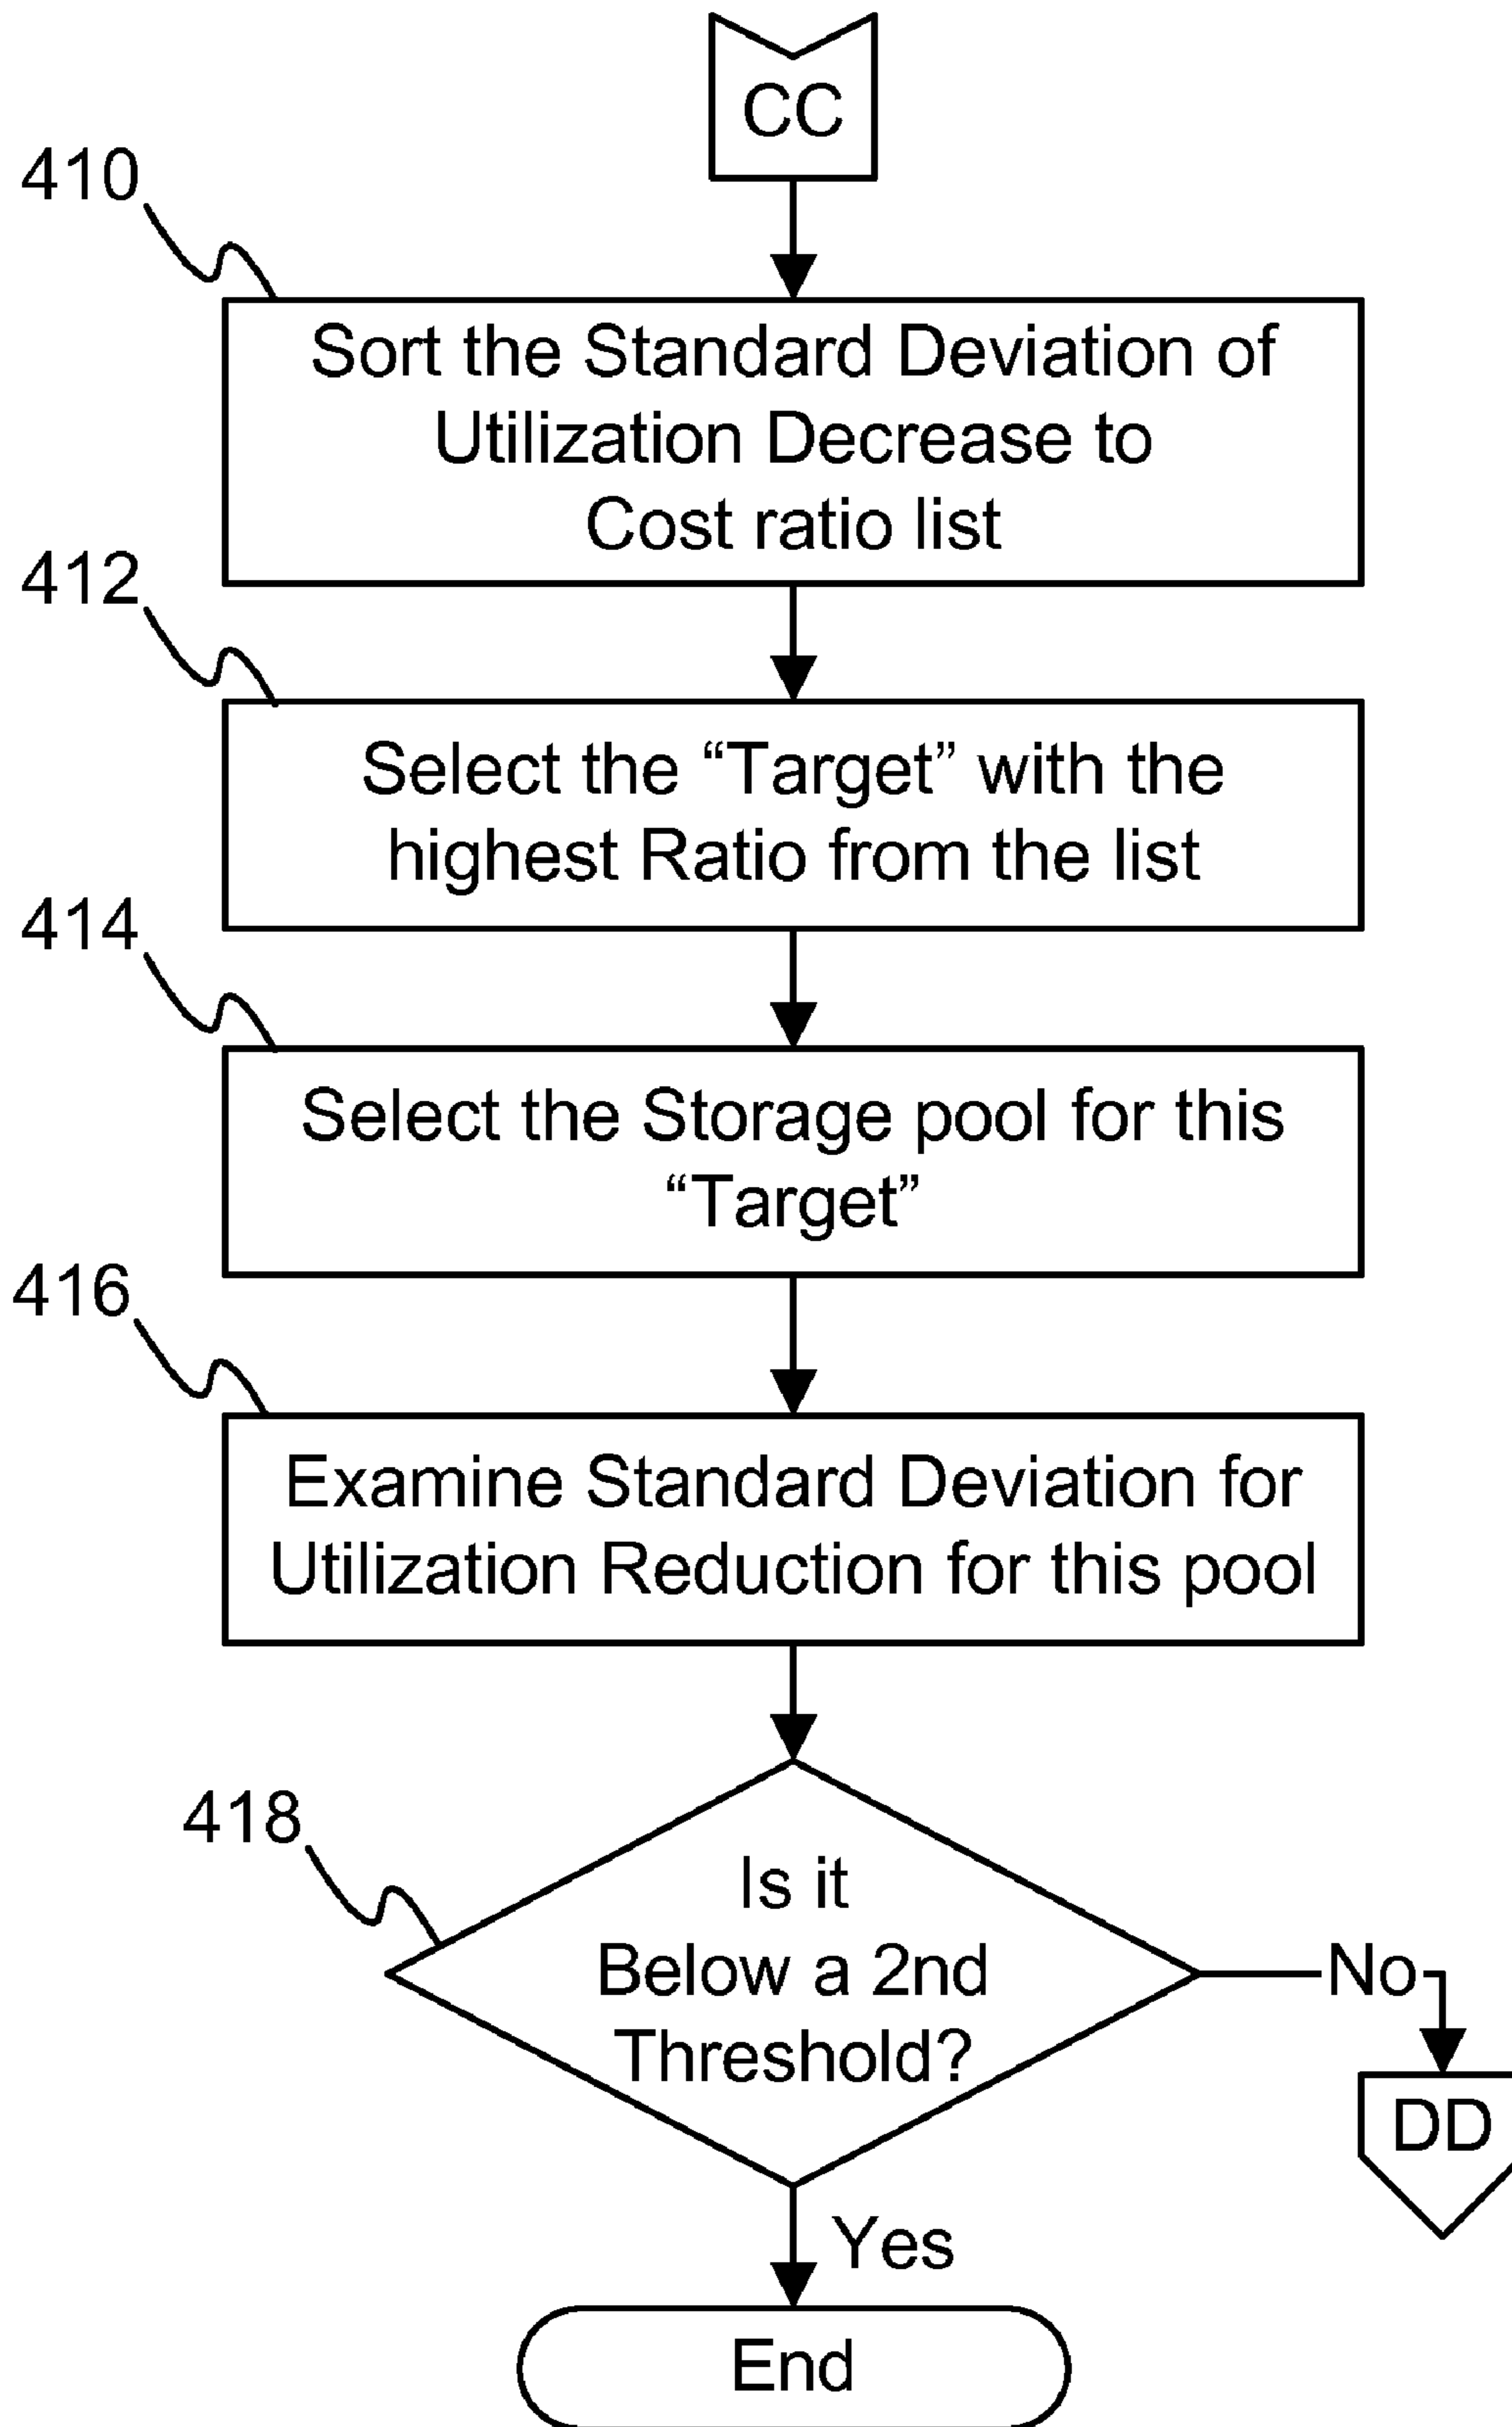 CC
410
Sort the Standard Deviation of
Utilization Decrease to
Cost ratio list
412
Select the “Target” with the
highest Ratio from the list
414
Select the Storage pool for this
“Target”
416
Examine Standard Deviation for
Utilization Reduction for this pool
418
Is it
Below a 2nd
Threshold?
No
DD
Yes
End